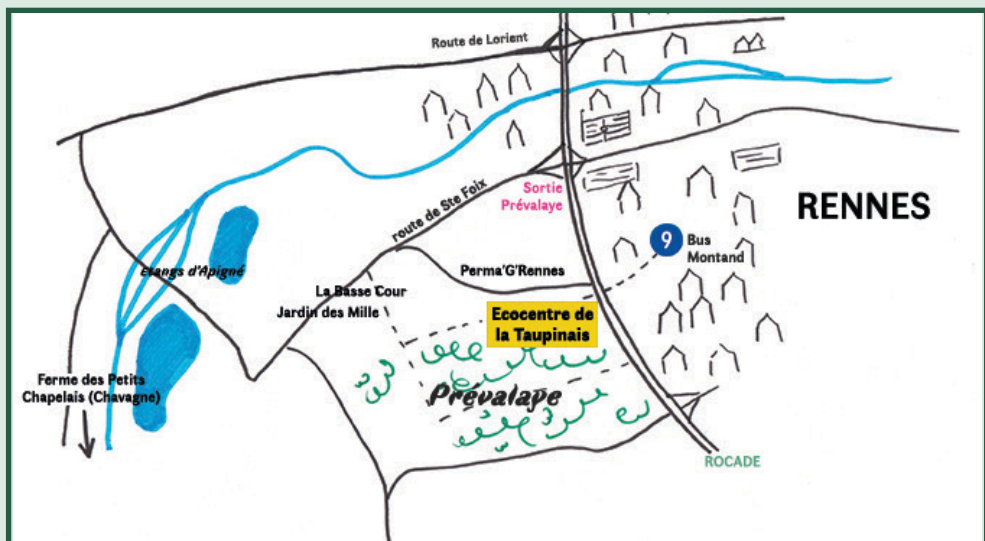 Route de Lorient
route de Ste Foix
Sortie
Prévalaye
RENNES
9
Bus
Montand
Etangs d'Apigné
Perma'G'Rennes
La Basse Cour
Jardin des Mille
Ecocentre de
la Taupinais
Ferme des Petits
Chapelais (Chavagne)
Prévalaye
ROCADE